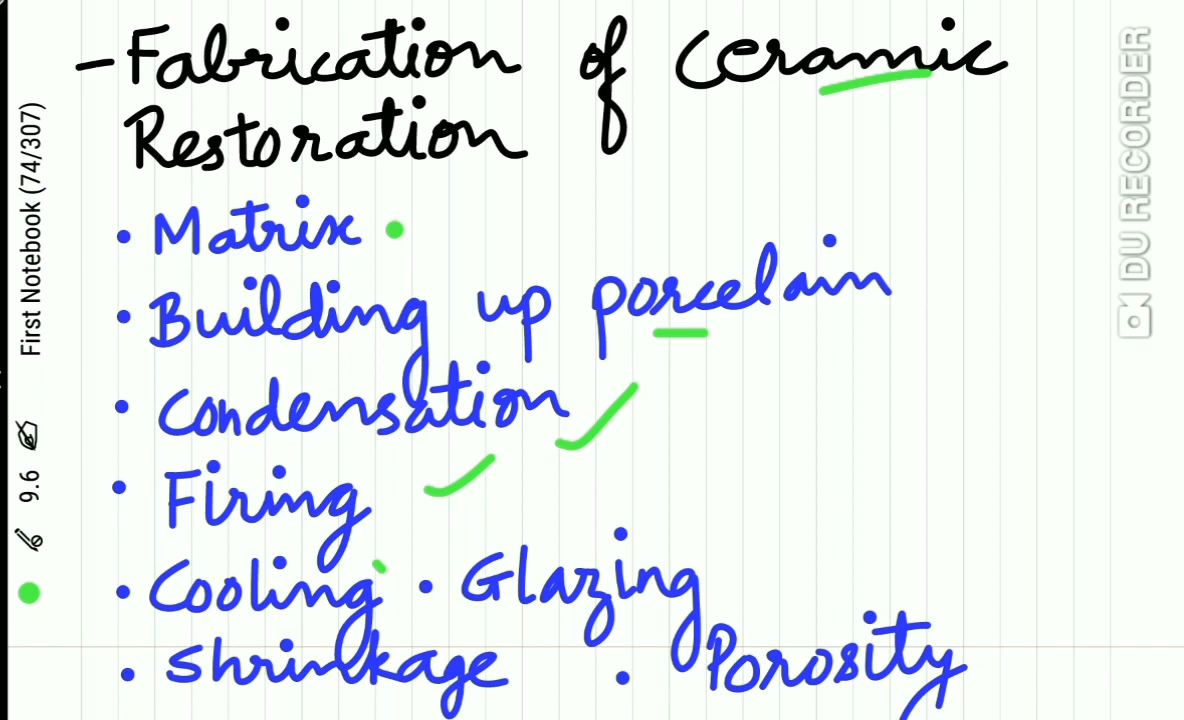 - Fabrication of Ceramic
Restoration
• Matrix
• Building up porcelain
• Condensation
• Firing
• Cooling • Glazing
• Shrinkage • Porosity
First Notebook (74/307)
9.6
DU RECORDER